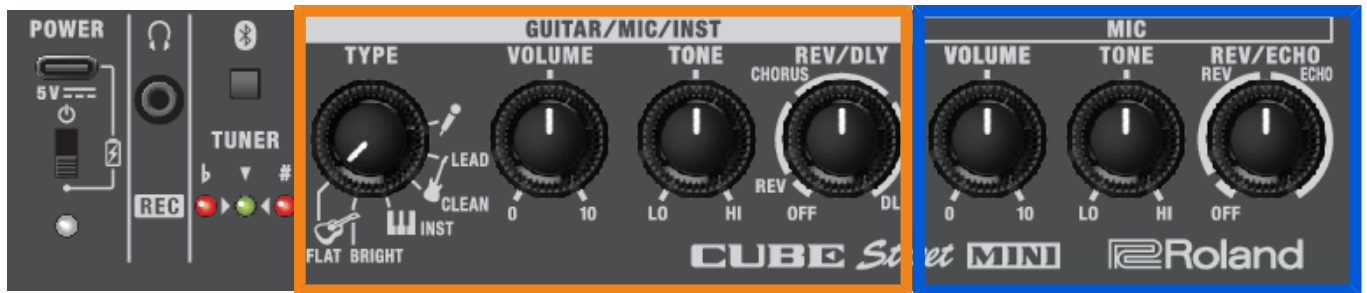 POWER
5V
REC
TUNER
♭ ▼ #
GUITAR/MIC/INST
TYPE
LEAD
CLEAN
INST
BRIGHT
FLAT
VOLUME
0 10
TONE
LO HI
REV/DLY
CHORUS
REV
OFF
DL
MIC
VOLUME
0 10
TONE
LO HI
REV/ECHO
REV
ECHO
OFF
CUBE Street MINI
Roland